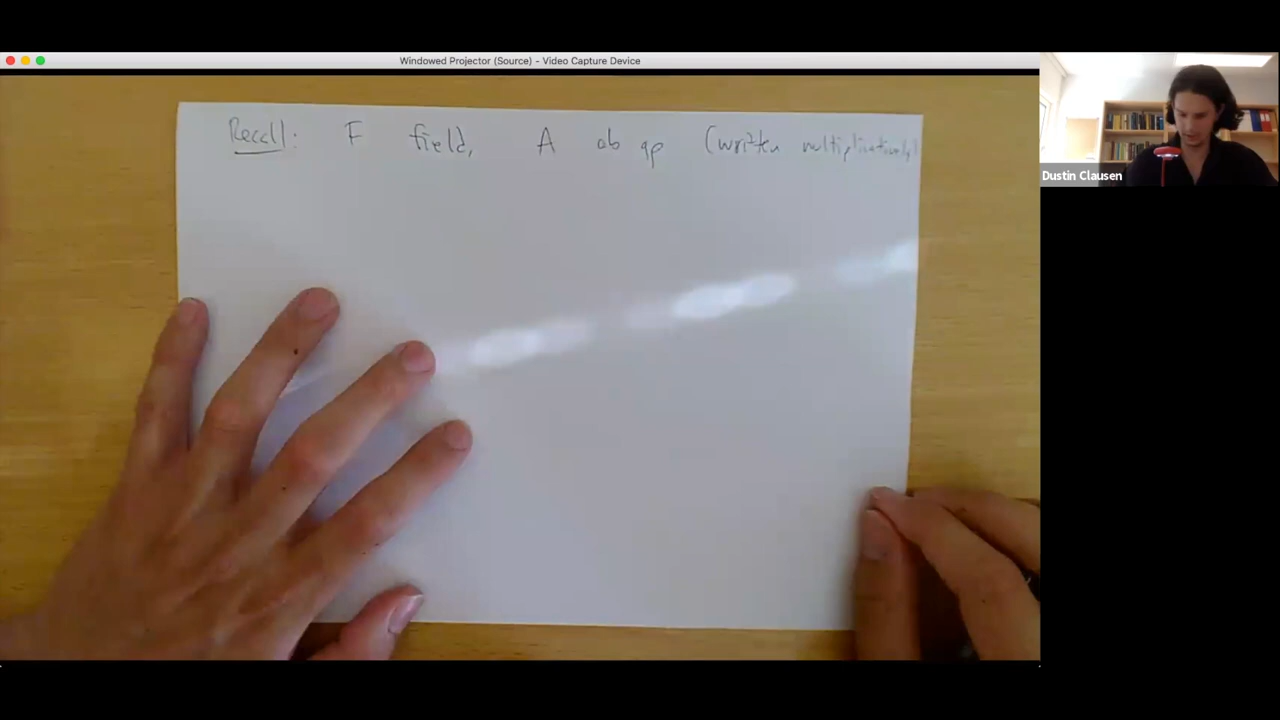 Windowed Projector (Source) - Video Capture Device
Recall: F field, A ab gp (written multiplicatively)
Dustin Clausen